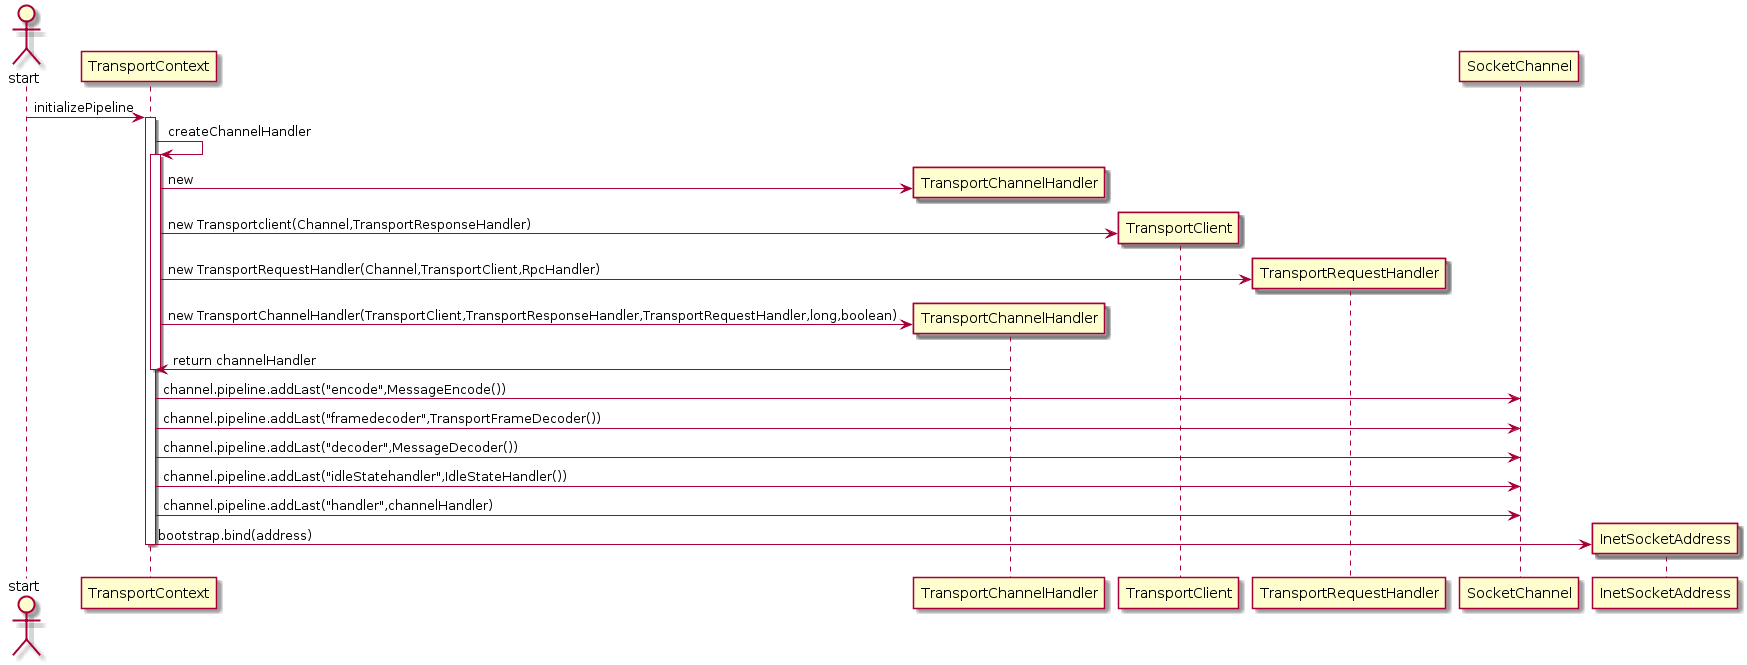 start
TransportContext
SocketChannel
initializePipeline
createChannelHandler
new
TransportChannelHandler
new Transportclient(Channel,TransportResponseHandler)
TransportClient
new TransportRequestHandler(Channel,TransportClient,RpcHandler)
TransportRequestHandler
new TransportChannelHandler(TransportClient,TransportResponseHandler,TransportRequestHandler,long,boolean)
TransportChannelHandler
return channelHandler
channel.pipeline.addLast("encode",MessageEncode())
channel.pipeline.addLast("framedecoder",TransportFrameDecoder())
channel.pipeline.addLast("decoder",MessageDecoder())
channel.pipeline.addLast("idleStatehandler",IdleStateHandler())
channel.pipeline.addLast("handler",channelHandler)
bootstrap.bind(address)
InetSocketAddress
start
TransportContext
TransportChannelHandler
TransportClient
TransportRequestHandler
SocketChannel
InetSocketAddress